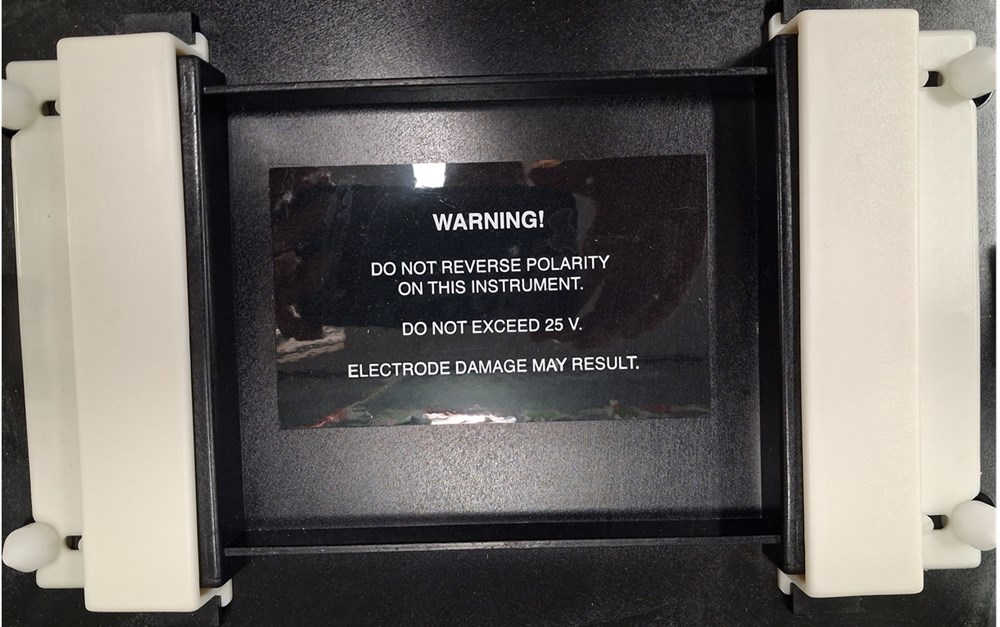 WARNING!
DO NOT REVERSE POLARITY
ON THIS INSTRUMENT.
DO NOT EXCEED 25 V.
ELECTRODE DAMAGE MAY RESULT.